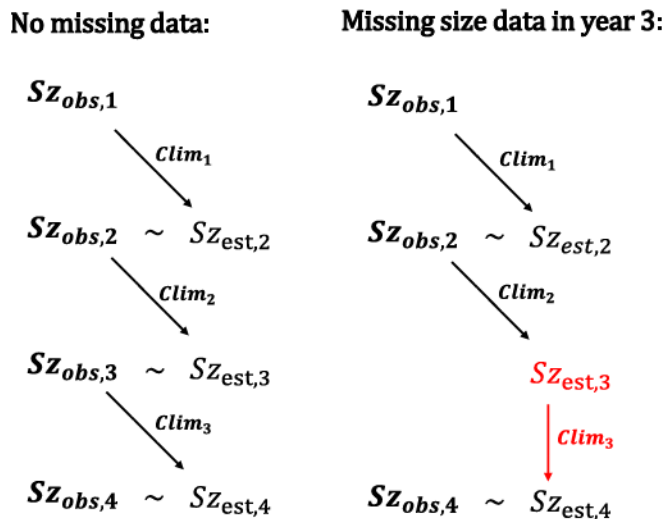 No missing data:
Sz_obs,1
Clim_1
Sz_obs,2 ~ Sz_est,2
Clim_2
Sz_obs,3 ~ Sz_est,3
Clim_3
Sz_obs,4 ~ Sz_est,4
Missing size data in year 3:
Sz_obs,1
Clim_1
Sz_obs,2 ~ Sz_est,2
Clim_2
Sz_est,3
Clim_3
Sz_obs,4 ~ Sz_est,4